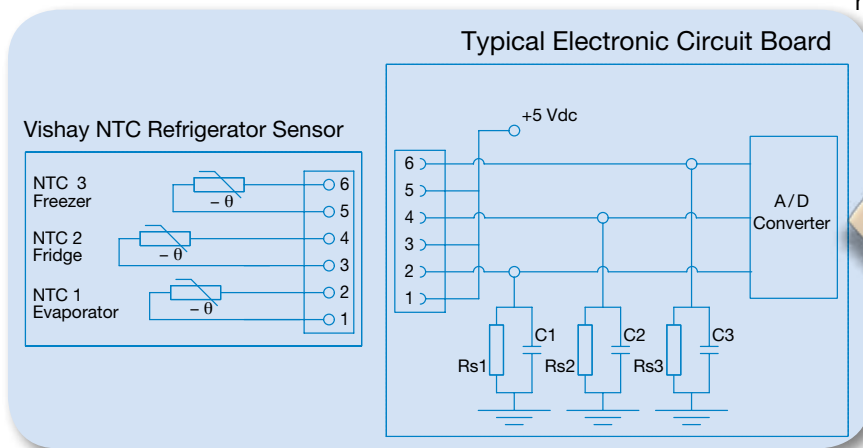 Typical Electronic Circuit Board
Vishay NTC Refrigerator Sensor
NTC 3
Freezer
– θ
6
5
NTC 2
Fridge
– θ
4
3
NTC 1
Evaporator
– θ
2
1
+5 Vdc
6
5
4
3
2
1
A/D
Converter
Rs1
C1
Rs2
C2
Rs3
C3